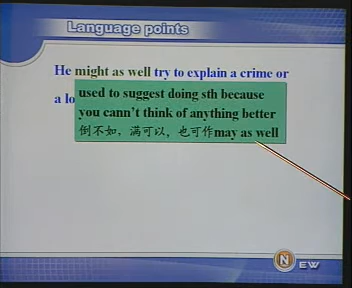 Language points
He might as well try to explain a crime or
a lo
used to suggest doing sth because
you cann't think of anything better
倒不如，满可以，也可作may as well
N EW